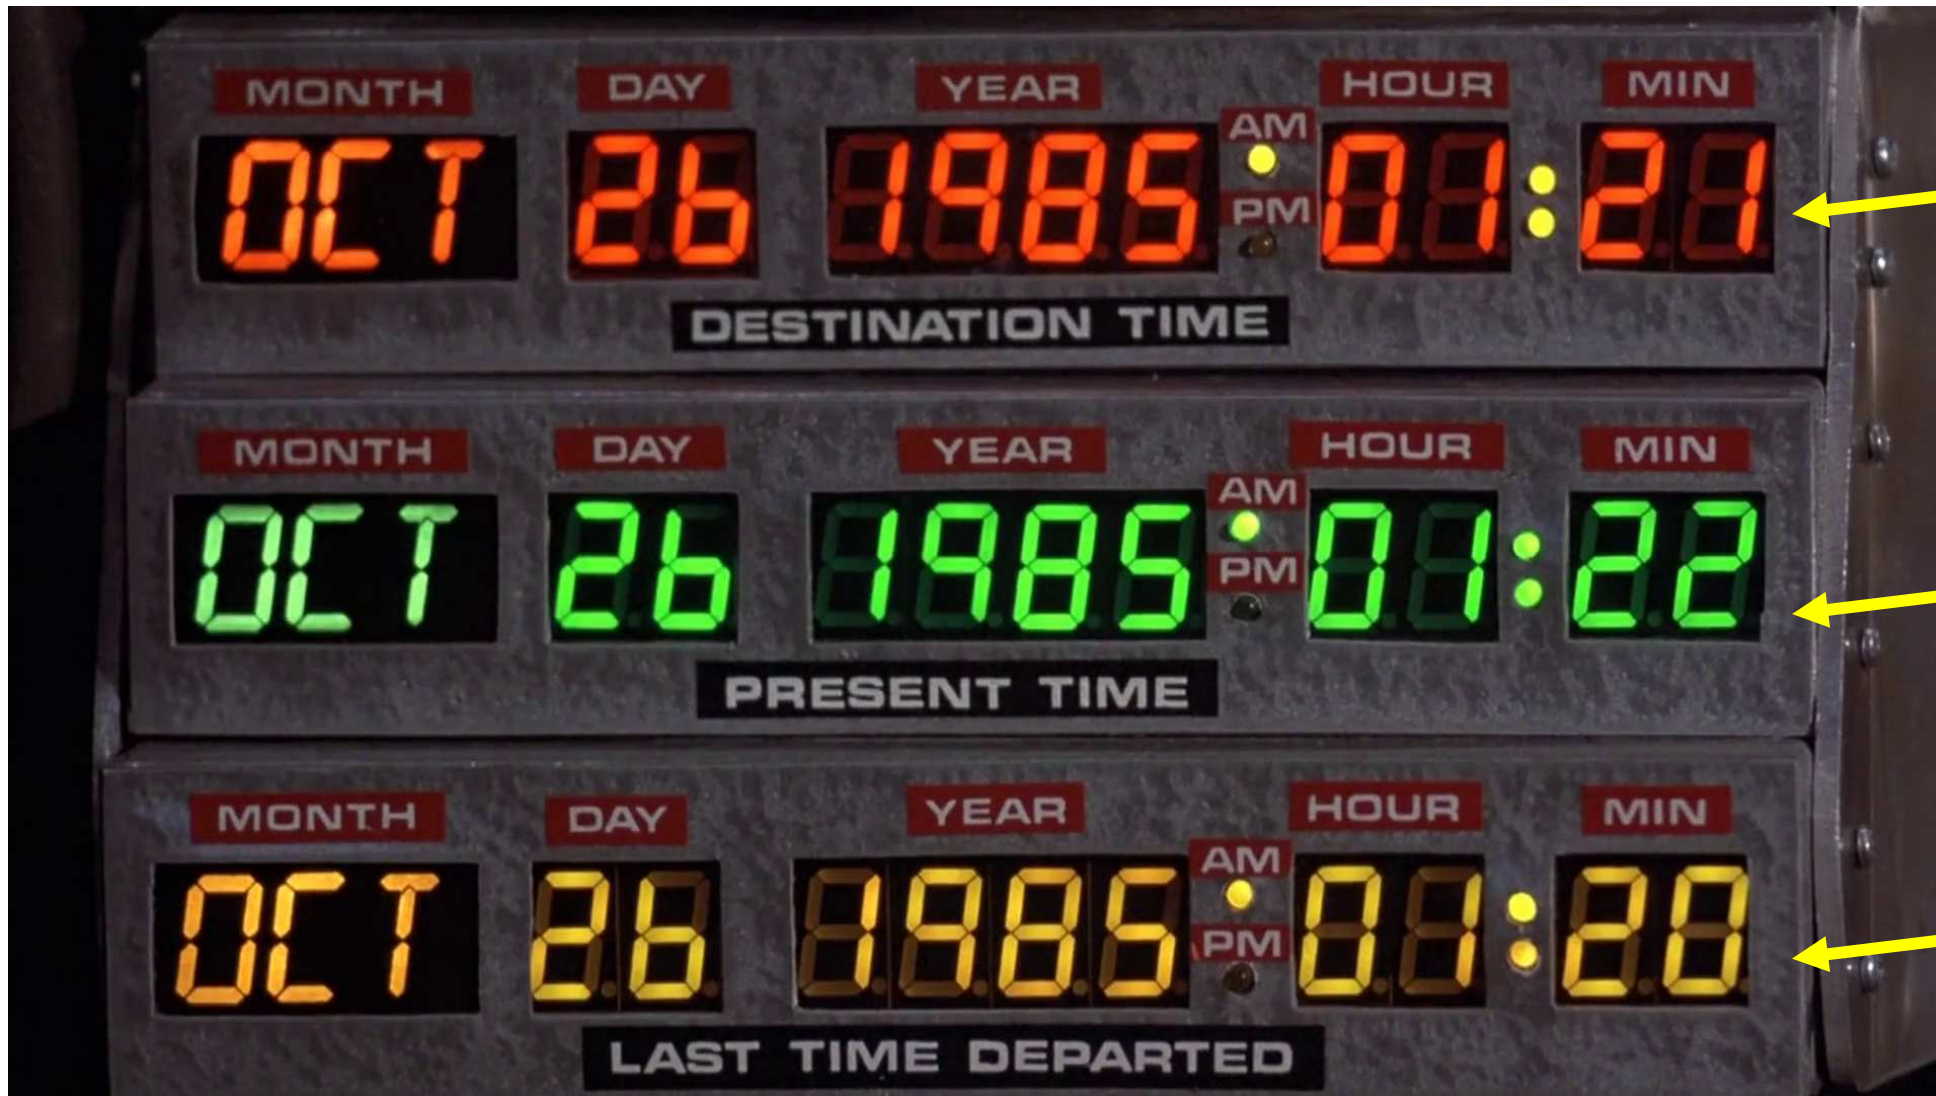 MONTH DAY YEAR HOUR MIN
AM
OCT 26 1985 01:21
PM
DESTINATION TIME
MONTH DAY YEAR HOUR MIN
AM
OCT 26 1985 01:22
PM
PRESENT TIME
MONTH DAY YEAR HOUR MIN
AM
OCT 26 1985 01:20
PM
LAST TIME DEPARTED